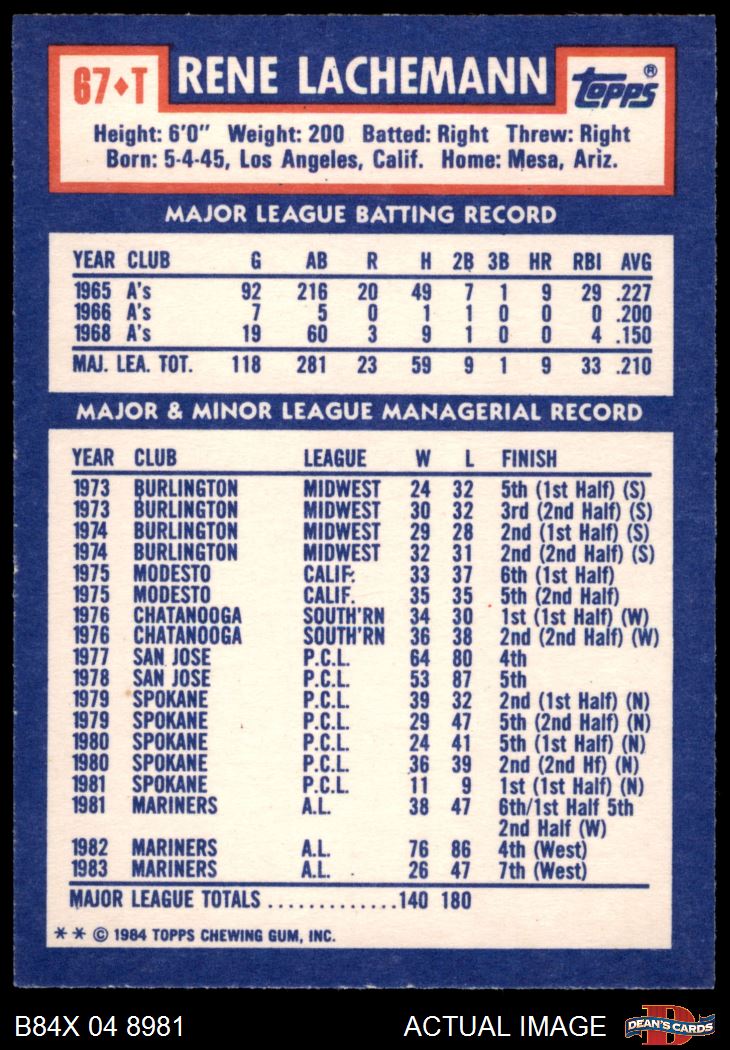 67♦T RENE LACHEMANN topps®
Height: 6'0" Weight: 200 Batted: Right Threw: Right
Born: 5-4-45, Los Angeles, Calif. Home: Mesa, Ariz.
MAJOR LEAGUE BATTING RECORD
YEAR CLUB G AB R H 2B 3B HR RBI AVG
1965 A's 92 216 20 49 7 1 9 29 .227
1966 A's 7 5 0 1 1 0 0 0 .200
1968 A's 19 60 3 9 1 0 0 4 .150
MAJ. LEA. TOT. 118 281 23 59 9 1 9 33 .210
MAJOR & MINOR LEAGUE MANAGERIAL RECORD
YEAR CLUB LEAGUE W L FINISH
1973 BURLINGTON MIDWEST 24 32 5th (1st Half) (S)
1973 BURLINGTON MIDWEST 30 32 3rd (2nd Half) (S)
1974 BURLINGTON MIDWEST 29 28 2nd (1st Half) (S)
1974 BURLINGTON MIDWEST 32 31 2nd (2nd Half) (S)
1975 MODESTO CALIF. 33 37 6th (1st Half)
1975 MODESTO CALIF. 35 35 5th (2nd Half)
1976 CHATANOOGA SOUTH'RN 34 30 1st (1st Half) (W)
1976 CHATANOOGA SOUTH'RN 36 38 2nd (2nd Half) (W)
1977 SAN JOSE P.C.L. 64 80 4th
1978 SAN JOSE P.C.L. 53 87 5th
1979 SPOKANE P.C.L. 39 32 2nd (1st Half) (N)
1979 SPOKANE P.C.L. 29 47 5th (2nd Half) (N)
1980 SPOKANE P.C.L. 24 41 5th (1st Half) (N)
1980 SPOKANE P.C.L. 36 39 2nd (2nd Hf) (N)
1981 SPOKANE P.C.L. 11 9 1st (1st Half) (N)
1981 MARINERS A.L. 38 47 6th/1st Half 5th
2nd Half (W)
1982 MARINERS A.L. 76 86 4th (West)
1983 MARINERS A.L. 26 47 7th (West)
MAJOR LEAGUE TOTALS .............140 180
** © 1984 TOPPS CHEWING GUM, INC.
B84X 04 8981 ACTUAL IMAGE D DEAN'S CARDS